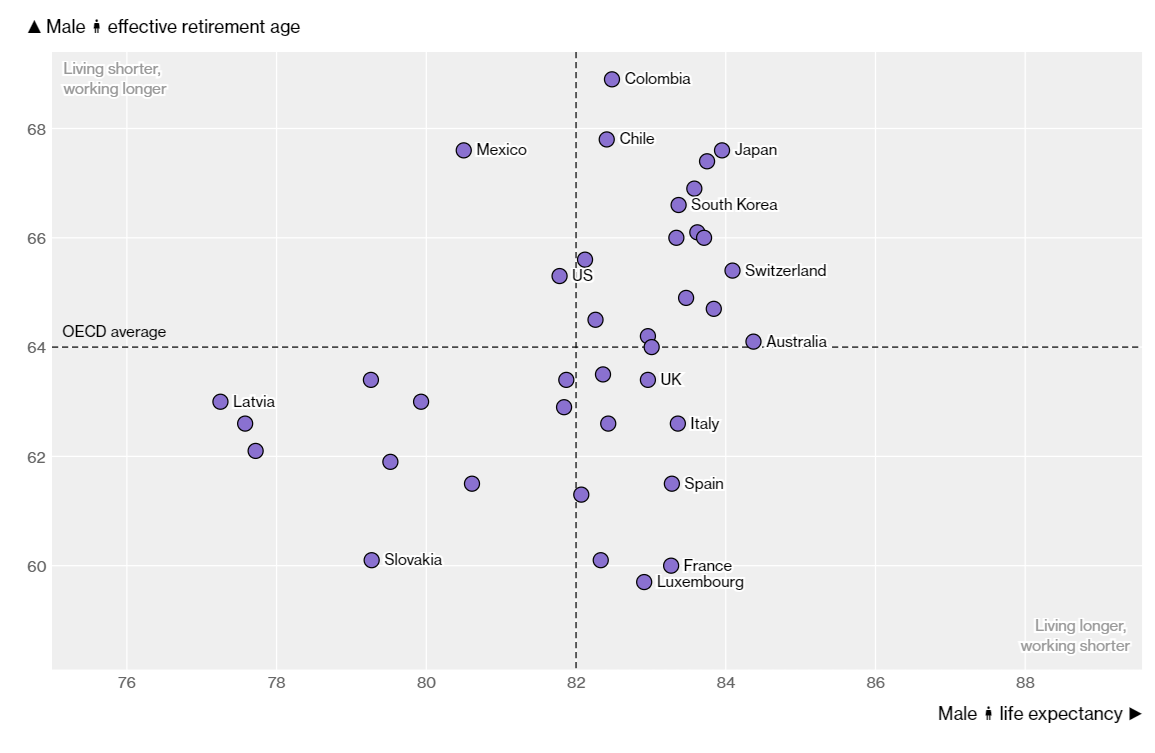 ▲ Male effective retirement age
Living shorter,
working longer
Colombia
68
Chile
Mexico
Japan
South Korea
66
Switzerland
US
OECD average
Australia
64
UK
Latvia
Italy
62
Spain
Slovakia
60
France
Luxembourg
Living longer,
working shorter
76 78 80 82 84 86 88
Male life expectancy ▶